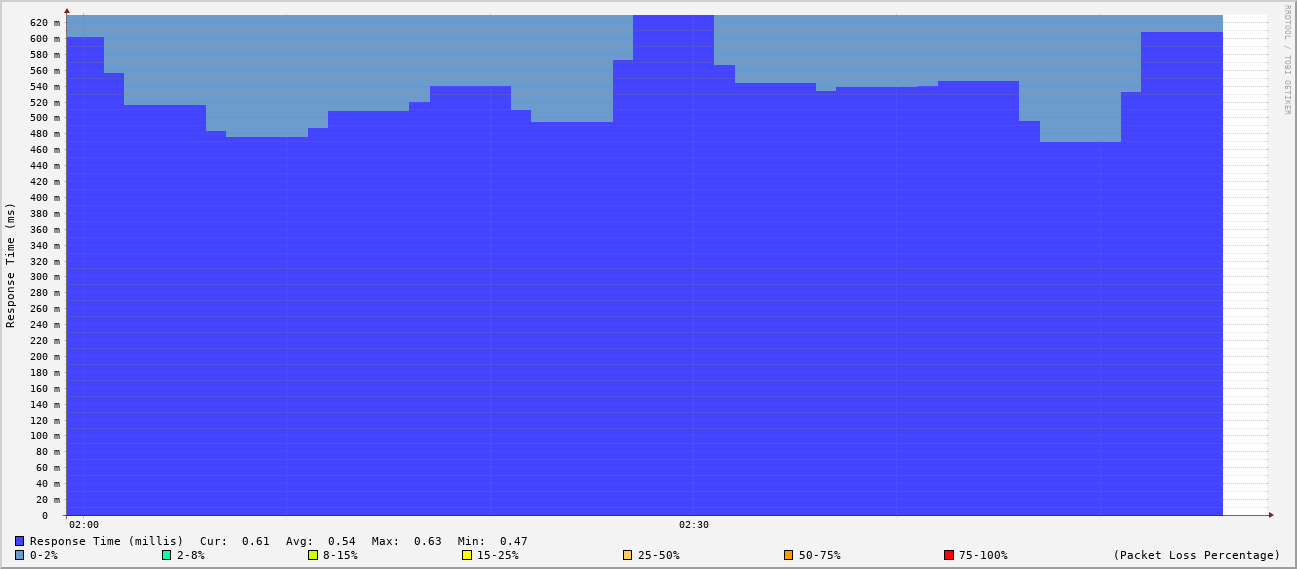 RRDTOOL / TOBI OETIKER
Response Time (ms)
620 m
600 m
580 m
560 m
540 m
520 m
500 m
480 m
460 m
440 m
420 m
400 m
380 m
360 m
340 m
320 m
300 m
280 m
260 m
240 m
220 m
200 m
180 m
160 m
140 m
120 m
100 m
80 m
60 m
40 m
20 m
0
02:00 02:30
Response Time (millis) Cur: 0.61 Avg: 0.54 Max: 0.63 Min: 0.47
0-2% 2-8% 8-15% 15-25% 25-50% 50-75% 75-100% (Packet Loss Percentage)